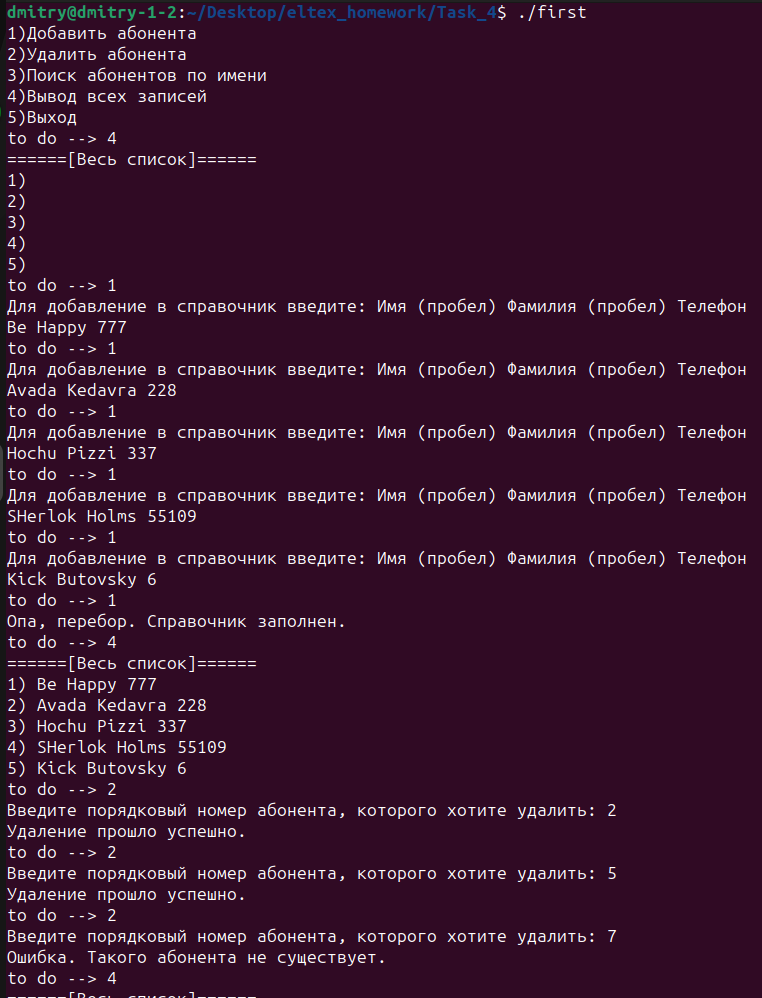 dmitry@dmitry-1-2:~/Desktop/eltex_homework/Task_4$ ./first
1)Добавить абонента
2)Удалить абонента
3)Поиск абонентов по имени
4)Вывод всех записей
5)Выход
to do --> 4
======[Весь список]======
1)
2)
3)
4)
5)
to do --> 1
Для добавление в справочник введите: Имя (пробел) Фамилия (пробел) Телефон
Be Happy 777
to do --> 1
Для добавление в справочник введите: Имя (пробел) Фамилия (пробел) Телефон
Avada Kedavra 228
to do --> 1
Для добавление в справочник введите: Имя (пробел) Фамилия (пробел) Телефон
Hochu Pizzi 337
to do --> 1
Для добавление в справочник введите: Имя (пробел) Фамилия (пробел) Телефон
SHerlok Holms 55109
to do --> 1
Для добавление в справочник введите: Имя (пробел) Фамилия (пробел) Телефон
Kick Butovsky 6
to do --> 1
Опа, перебор. Справочник заполнен.
to do --> 4
======[Весь список]======
1) Be Happy 777
2) Avada Kedavra 228
3) Hochu Pizzi 337
4) SHerlok Holms 55109
5) Kick Butovsky 6
to do --> 2
Введите порядковый номер абонента, которого хотите удалить: 2
Удаление прошло успешно.
to do --> 2
Введите порядковый номер абонента, которого хотите удалить: 5
Удаление прошло успешно.
to do --> 2
Введите порядковый номер абонента, которого хотите удалить: 7
Ошибка. Такого абонента не существует.
to do --> 4
======[Весь список]======